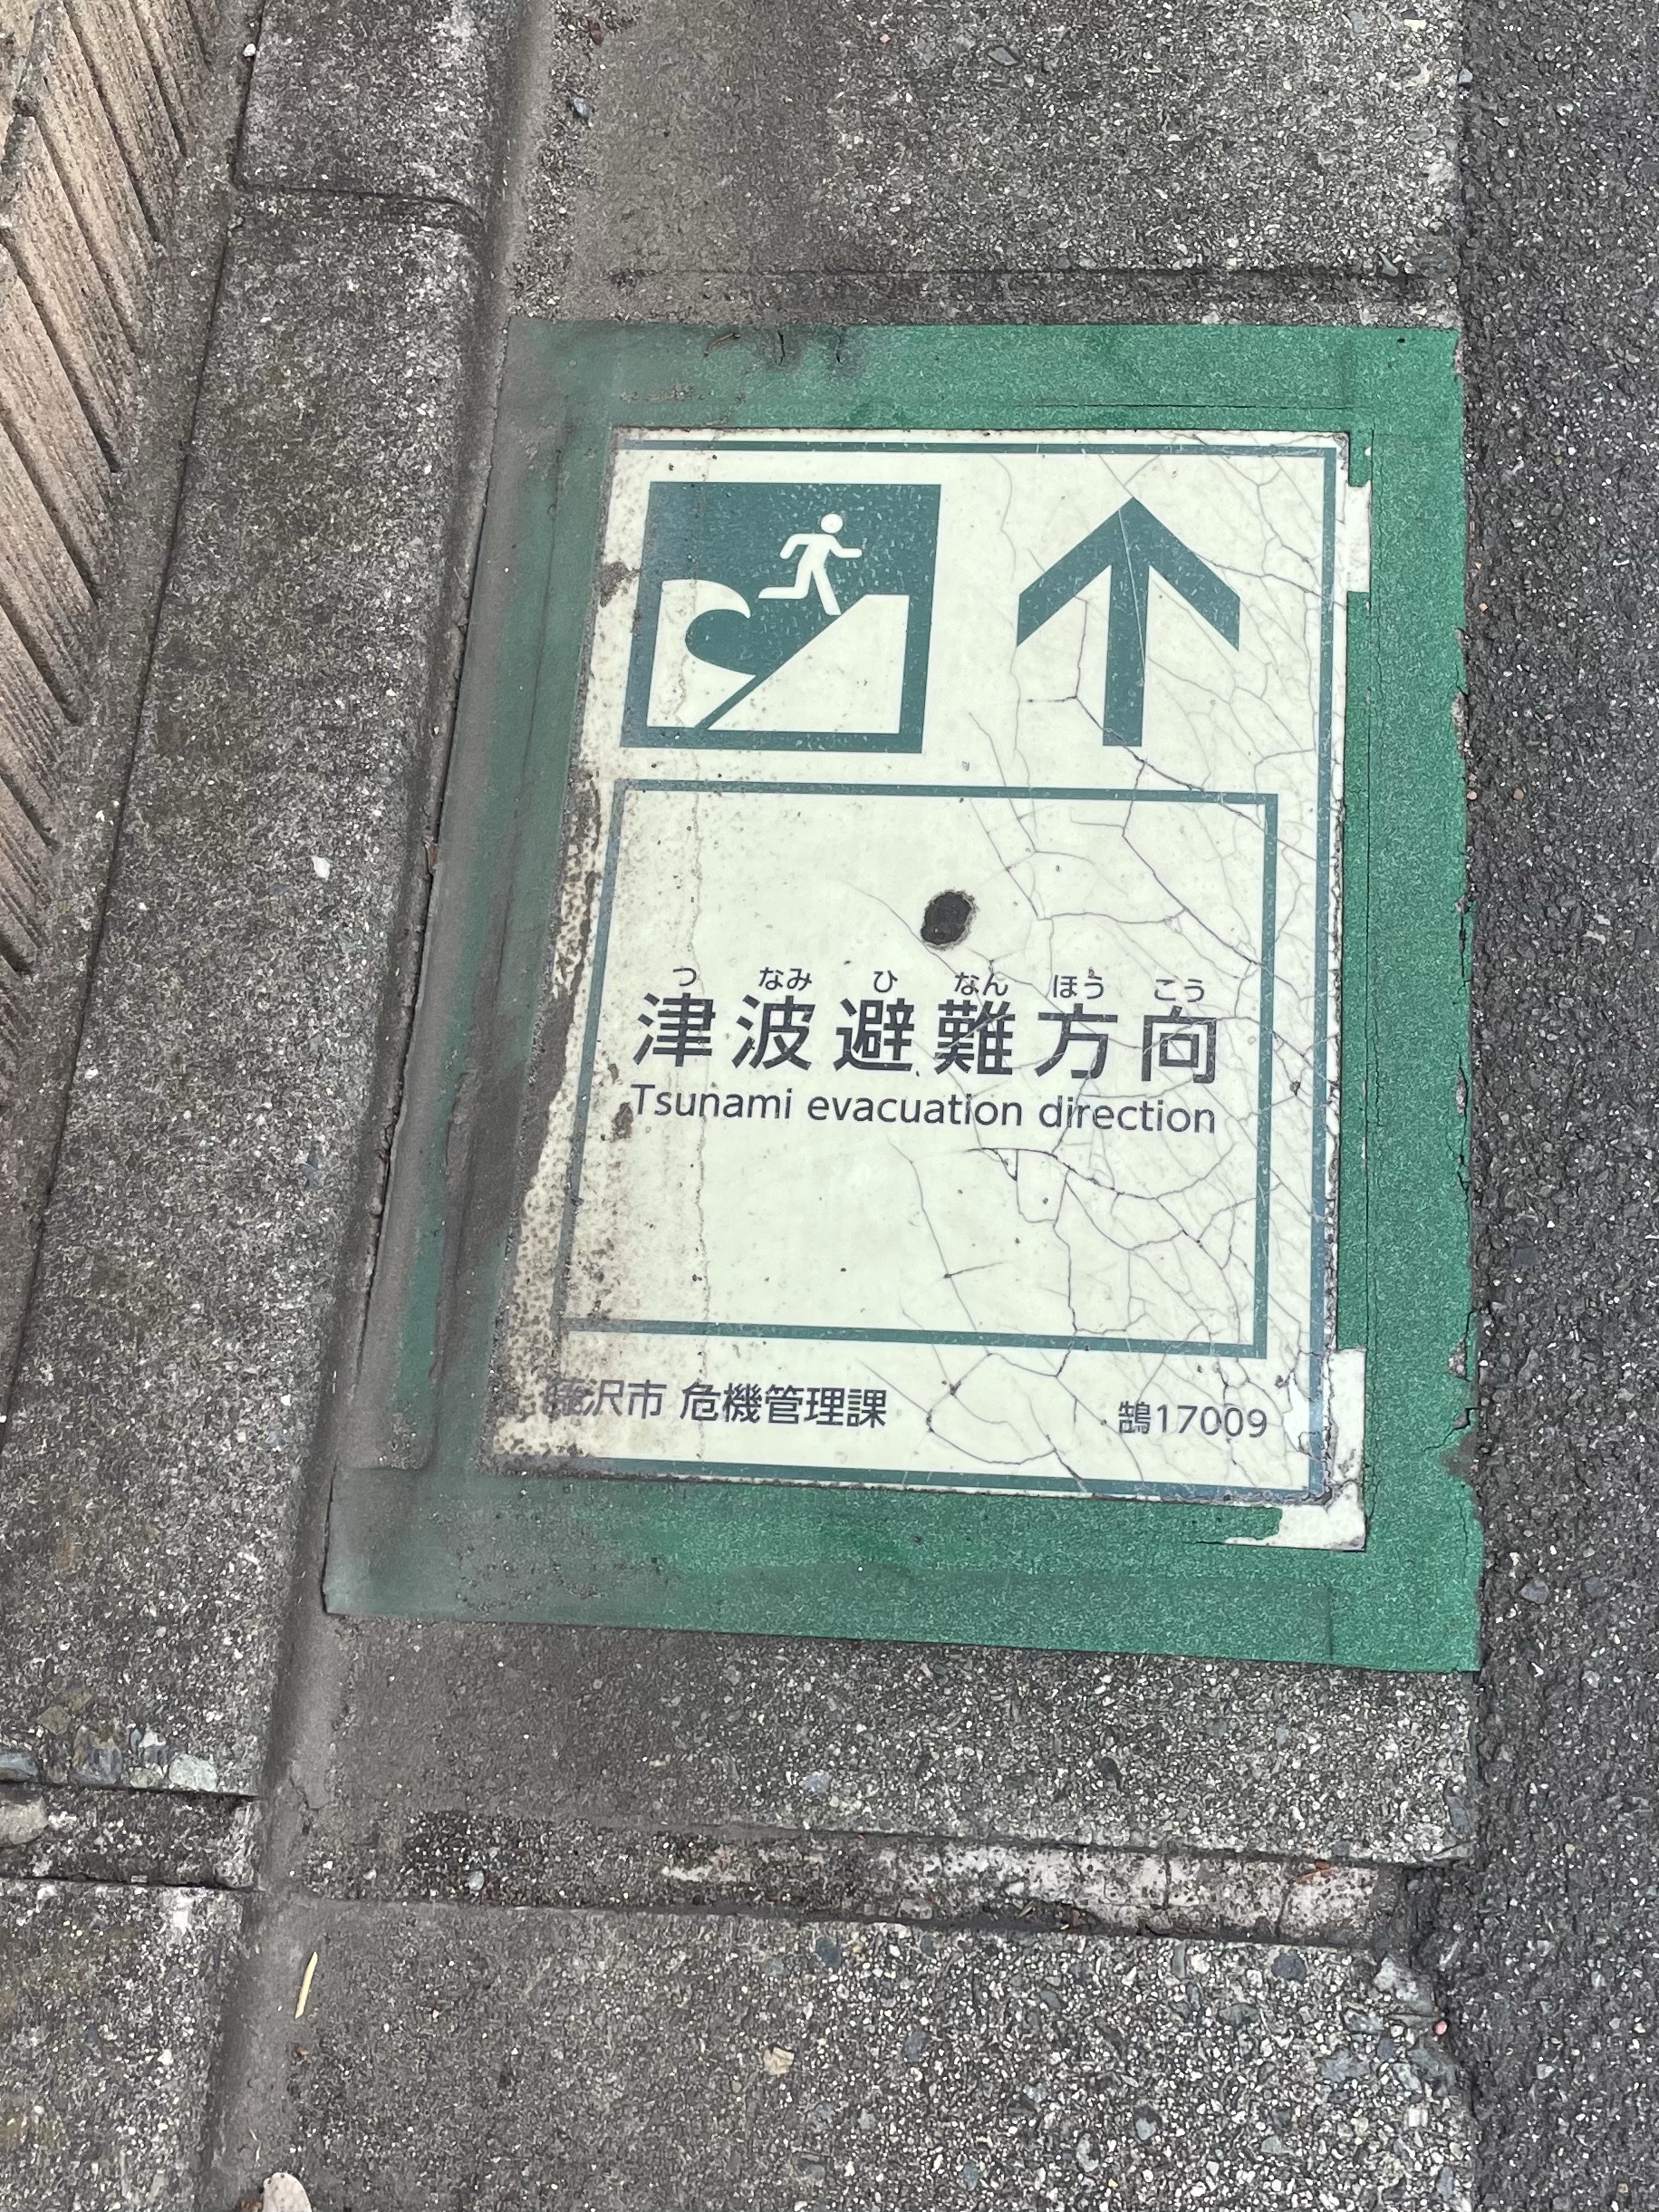 つ なみ ひ なん ほう こう
津波避難方向
Tsunami evacuation direction
藤沢市 危機管理課
鵠17009